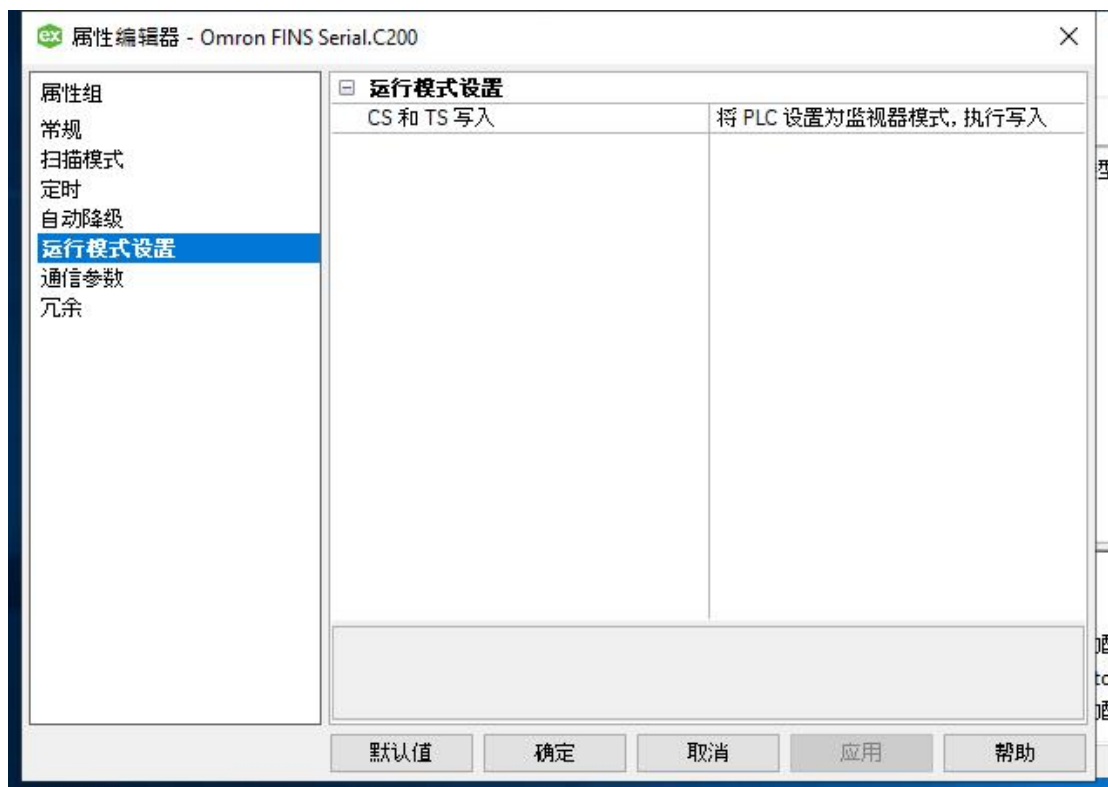 ex 属性编辑器 - Omron FINS Serial.C200
属性组
常规
扫描模式
定时
自动降级
运行模式设置
通信参数
冗余
运行模式设置
CS 和 TS 写入 将 PLC 设置为监视器模式, 执行写入
默认值 确定 取消 应用 帮助